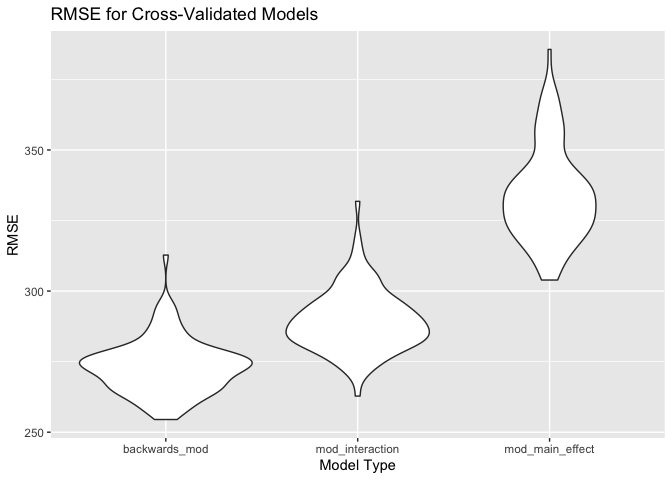 RMSE for Cross-Validated Models
RMSE
350
300
250
backwards_mod
mod_interaction
mod_main_effect
Model Type